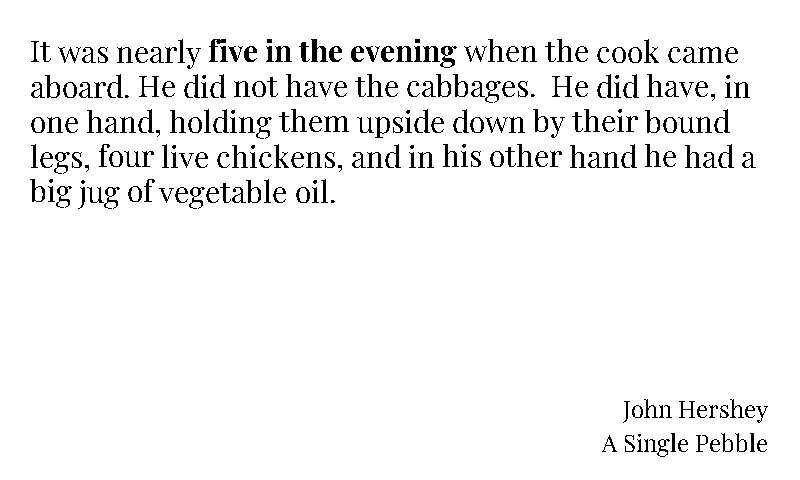 It was nearly five in the evening when the cook came
aboard. He did not have the cabbages.  He did have, in
one hand, holding them upside down by their bound
legs, four live chickens, and in his other hand he had a
big jug of vegetable oil.
John Hershey
A Single Pebble